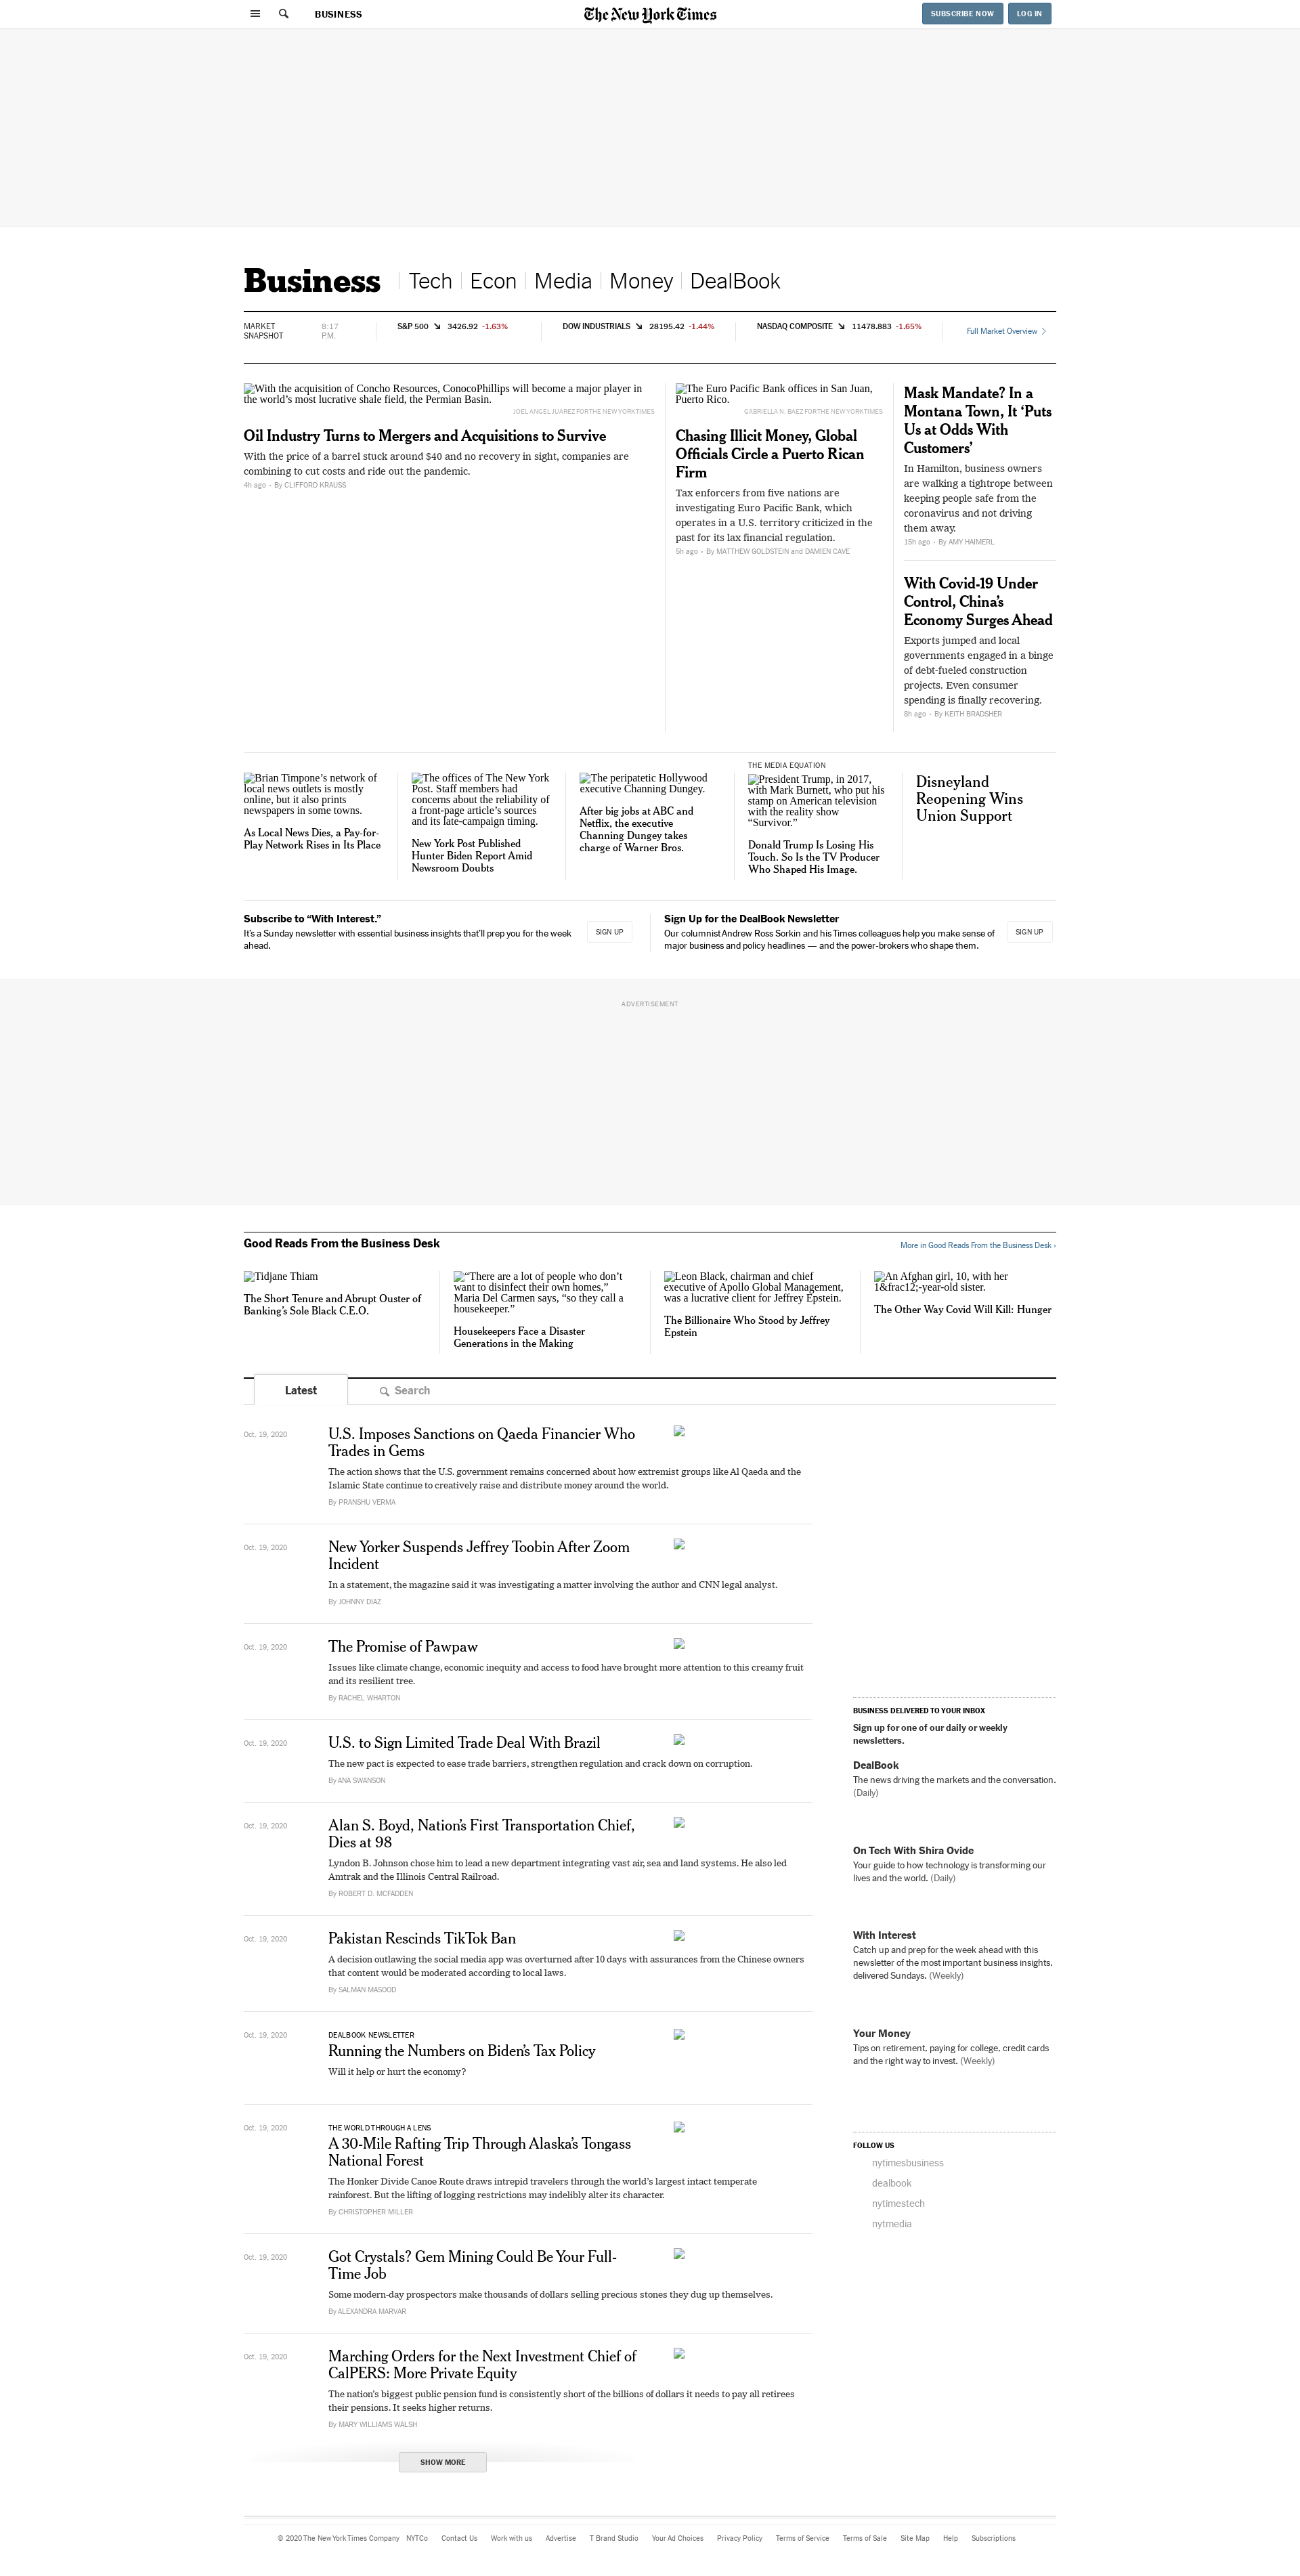 BUSINESS
The New York Times
SUBSCRIBE NOW
LOG IN
Business
Tech
Econ
Media
Money
DealBook
MARKET
SNAPSHOT
8:17
P.M.
S&P 500 3426.92 -1.63%
DOW INDUSTRIALS 28195.42 -1.44%
NASDAQ COMPOSITE 11478.883 -1.65%
Full Market Overview
With the acquisition of Concho Resources, ConocoPhillips will become a major player in
the world’s most lucrative shale field, the Permian Basin.
JOEL ANGEL JUAREZ FOR THE NEW YORK TIMES
Oil Industry Turns to Mergers and Acquisitions to Survive
With the price of a barrel stuck around $40 and no recovery in sight, companies are
combining to cut costs and ride out the pandemic.
4h ago • By CLIFFORD KRAUSS
The Euro Pacific Bank offices in San Juan,
Puerto Rico.
GABRIELLA N. BAEZ FOR THE NEW YORK TIMES
Chasing Illicit Money, Global
Officials Circle a Puerto Rican
Firm
Tax enforcers from five nations are
investigating Euro Pacific Bank, which
operates in a U.S. territory criticized in the
past for its lax financial regulation.
5h ago • By MATTHEW GOLDSTEIN and DAMIEN CAVE
Mask Mandate? In a
Montana Town, It ‘Puts
Us at Odds With
Customers’
In Hamilton, business owners
are walking a tightrope between
keeping people safe from the
coronavirus and not driving
them away.
15h ago • By AMY HAIMERL
With Covid-19 Under
Control, China’s
Economy Surges Ahead
Exports jumped and local
governments engaged in a binge
of debt-fueled construction
projects. Even consumer
spending is finally recovering.
8h ago • By KEITH BRADSHER
Brian Timpone’s network of
local news outlets is mostly
online, but it also prints
newspapers in some towns.
As Local News Dies, a Pay-for-
Play Network Rises in Its Place
The offices of The New York
Post. Staff members had
concerns about the reliability of
a front-page article’s sources
and its late-campaign timing.
New York Post Published
Hunter Biden Report Amid
Newsroom Doubts
The peripatetic Hollywood
executive Channing Dungey.
After big jobs at ABC and
Netflix, the executive
Channing Dungey takes
charge of Warner Bros.
THE MEDIA EQUATION
President Trump, in 2017,
with Mark Burnett, who put his
stamp on American television
with the reality show
“Survivor.”
Donald Trump Is Losing His
Touch. So Is the TV Producer
Who Shaped His Image.
Disneyland
Reopening Wins
Union Support
Subscribe to “With Interest.”
It’s a Sunday newsletter with essential business insights that’ll prep you for the week
ahead.
SIGN UP
Sign Up for the DealBook Newsletter
Our columnist Andrew Ross Sorkin and his Times colleagues help you make sense of
major business and policy headlines — and the power-brokers who shape them.
SIGN UP
ADVERTISEMENT
Good Reads From the Business Desk
More in Good Reads From the Business Desk ›
Tidjane Thiam
The Short Tenure and Abrupt Ouster of
Banking’s Sole Black C.E.O.
“There are a lot of people who don’t
want to disinfect their own homes,”
Maria Del Carmen says, “so they call a
housekeeper.”
Housekeepers Face a Disaster
Generations in the Making
Leon Black, chairman and chief
executive of Apollo Global Management,
was a lucrative client for Jeffrey Epstein.
The Billionaire Who Stood by Jeffrey
Epstein
An Afghan girl, 10, with her
1&frac12;-year-old sister.
The Other Way Covid Will Kill: Hunger
Latest
Search
Oct. 19, 2020
U.S. Imposes Sanctions on Qaeda Financier Who
Trades in Gems
The action shows that the U.S. government remains concerned about how extremist groups like Al Qaeda and the
Islamic State continue to creatively raise and distribute money around the world.
By PRANSHU VERMA
Oct. 19, 2020
New Yorker Suspends Jeffrey Toobin After Zoom
Incident
In a statement, the magazine said it was investigating a matter involving the author and CNN legal analyst.
By JOHNNY DIAZ
Oct. 19, 2020
The Promise of Pawpaw
Issues like climate change, economic inequity and access to food have brought more attention to this creamy fruit
and its resilient tree.
By RACHEL WHARTON
Oct. 19, 2020
U.S. to Sign Limited Trade Deal With Brazil
The new pact is expected to ease trade barriers, strengthen regulation and crack down on corruption.
By ANA SWANSON
Oct. 19, 2020
Alan S. Boyd, Nation’s First Transportation Chief,
Dies at 98
Lyndon B. Johnson chose him to lead a new department integrating vast air, sea and land systems. He also led
Amtrak and the Illinois Central Railroad.
By ROBERT D. MCFADDEN
Oct. 19, 2020
Pakistan Rescinds TikTok Ban
A decision outlawing the social media app was overturned after 10 days with assurances from the Chinese owners
that content would be moderated according to local laws.
By SALMAN MASOOD
Oct. 19, 2020
DEALBOOK NEWSLETTER
Running the Numbers on Biden’s Tax Policy
Will it help or hurt the economy?
Oct. 19, 2020
THE WORLD THROUGH A LENS
A 30-Mile Rafting Trip Through Alaska’s Tongass
National Forest
The Honker Divide Canoe Route draws intrepid travelers through the world’s largest intact temperate
rainforest. But the lifting of logging restrictions may indelibly alter its character.
By CHRISTOPHER MILLER
Oct. 19, 2020
Got Crystals? Gem Mining Could Be Your Full-
Time Job
Some modern-day prospectors make thousands of dollars selling precious stones they dug up themselves.
By ALEXANDRA MARVAR
Oct. 19, 2020
Marching Orders for the Next Investment Chief of
CalPERS: More Private Equity
The nation’s biggest public pension fund is consistently short of the billions of dollars it needs to pay all retirees
their pensions. It seeks higher returns.
By MARY WILLIAMS WALSH
SHOW MORE
BUSINESS DELIVERED TO YOUR INBOX
Sign up for one of our daily or weekly
newsletters.
DealBook
The news driving the markets and the conversation.
(Daily)
On Tech With Shira Ovide
Your guide to how technology is transforming our
lives and the world. (Daily)
With Interest
Catch up and prep for the week ahead with this
newsletter of the most important business insights,
delivered Sundays. (Weekly)
Your Money
Tips on retirement, paying for college, credit cards
and the right way to invest. (Weekly)
FOLLOW US
nytimesbusiness
dealbook
nytimestech
nytmedia
© 2020 The New York Times Company NYTCo Contact Us Work with us Advertise T Brand Studio Your Ad Choices Privacy Policy Terms of Service Terms of Sale Site Map Help Subscriptions